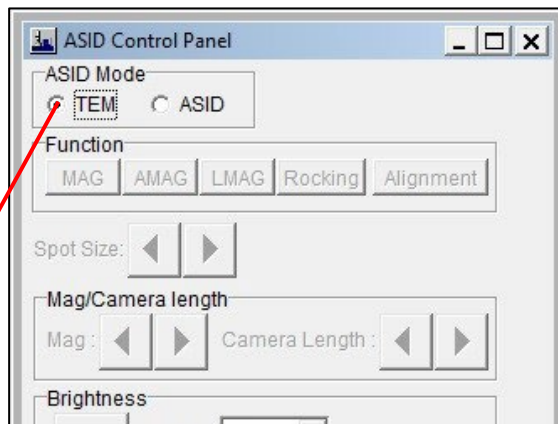 ASID Control Panel
ASID Mode
TEM ASID
Function
MAG AMAG LMAG Rocking Alignment
Spot Size:
Mag/Camera length
Mag : Camera Length :
Brightness